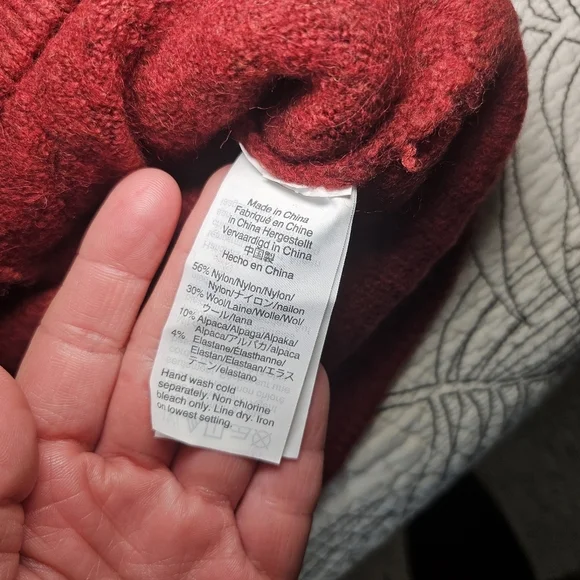 Made in China
Fabriqué en Chine
in China Hergestellt
Vervaardigd in China
中国製
Hecho en China
56% Nylon/Nylon/Nylon/
Nylon/ナイロン/nailon
30% Wool/Laine/Wolle/Wol/
ウール/lana
10% Alpaca/Alpaga/Alpaka/
Alpaca/アルパカ/alpaca
4% Elastane/Elasthanne/
Elastan/Elastaan/エラス
テーン/elastano
Hand wash cold
separately. Non chlorine
bleach only. Line dry. Iron
on lowest setting.